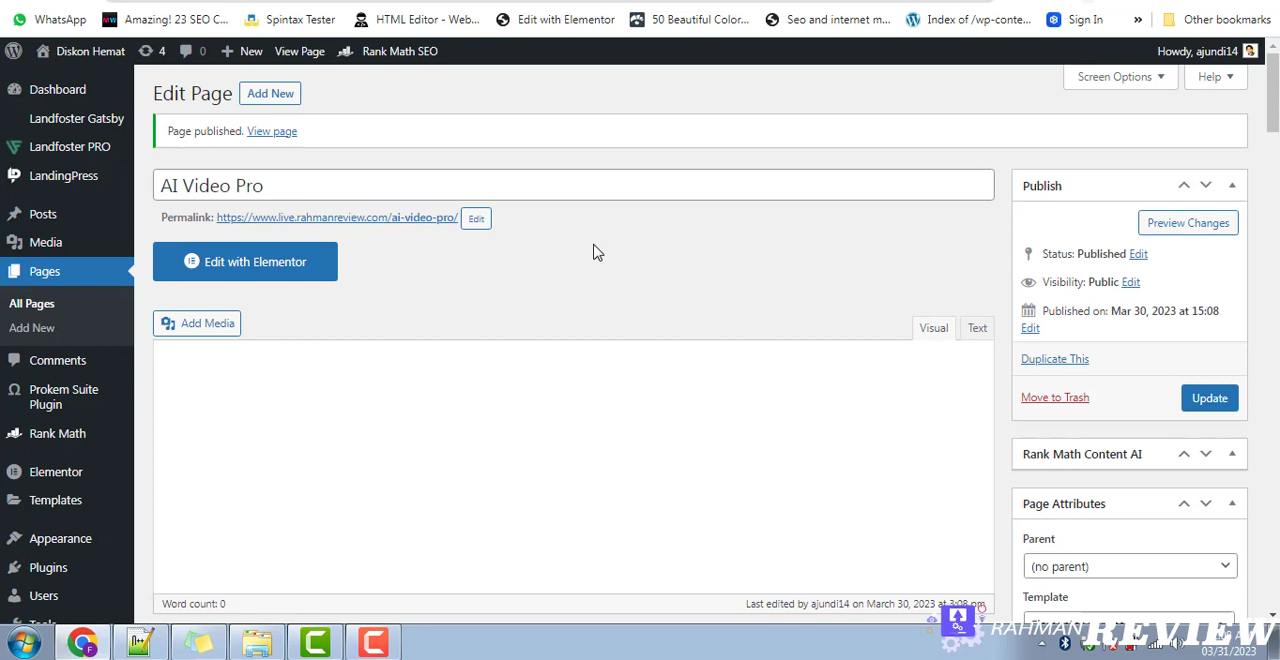 WhatsApp
Amazing! 23 SEO C...
Spintax Tester
HTML Editor - Web...
Edit with Elementor
50 Beautiful Color...
Seo and internet m...
Index of /wp-conte...
Sign In
»
Other bookmarks
Diskon Hemat
4
0
New
View Page
Rank Math SEO
Howdy, ajundi14
Dashboard
Landfoster Gatsby
Landfoster PRO
LandingPress
Posts
Media
Pages
All Pages
Add New
Comments
Prokem Suite
Plugin
Rank Math
Elementor
Templates
Appearance
Plugins
Users
Edit Page
Add New
Screen Options
Help
Page published. View page
AI Video Pro
Permalink: https://www.live.rahmanreview.com/ai-video-pro/
Edit
Edit with Elementor
Add Media
Visual
Text
Word count: 0
Last edited by ajundi14 on March 30, 2023 at 3:08 pm
Publish
Preview Changes
Status: Published Edit
Visibility: Public Edit
Published on: Mar 30, 2023 at 15:08
Edit
Duplicate This
Move to Trash
Update
Rank Math Content AI
Page Attributes
Parent
(no parent)
Template
RAHMAN REVIEW
03/31/2023